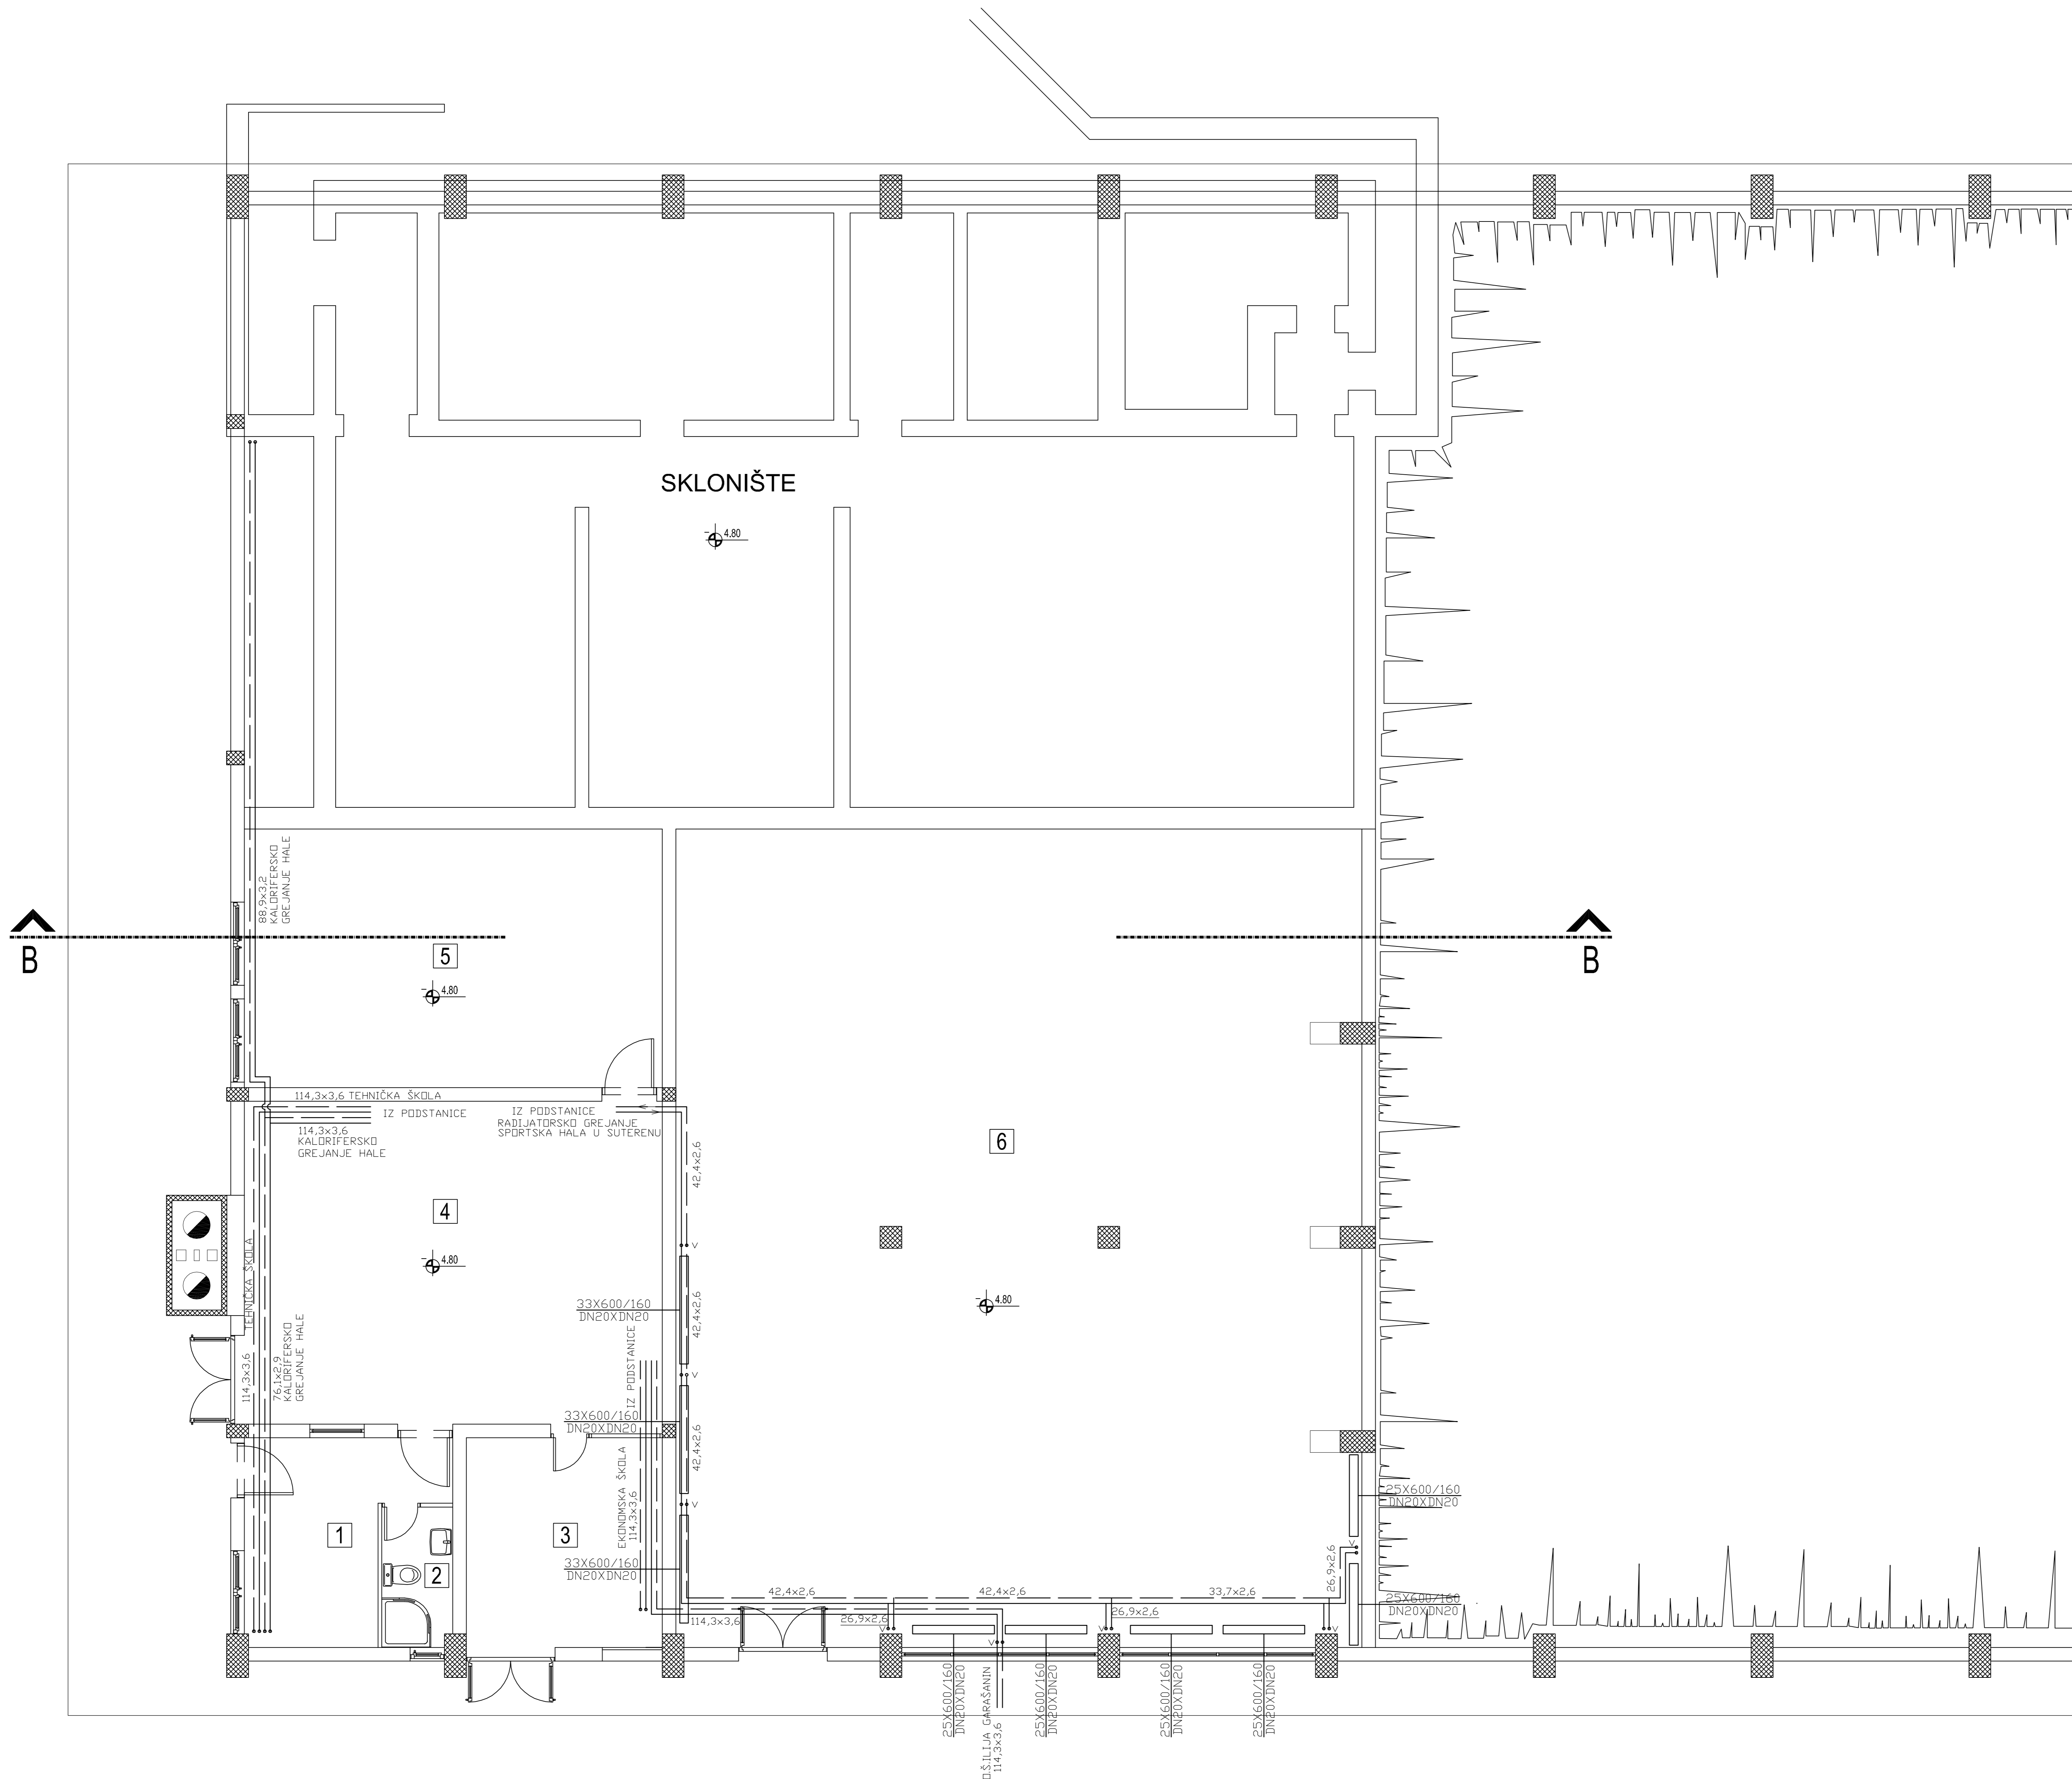 SKLONIŠTE
- 4.80
88,9x3,2
KALORIFERSKO
GREJANJE HALE
B
B
5
- 4.80
114,3x3,6 TEHNIČKA ŠKOLA
IZ PODSTANICE
114,3x3,6
KALORIFERSKO
GREJANJE HALE
IZ PODSTANICE
RADIJATORSKO GREJANJE
SPORTSKA HALA U SUTERENU
42,4x2,6
6
4
- 4.80
TEHNIČKA ŠKOLA
114,3x3,6
76,1x2,9
KALORIFERSKO
GREJANJE HALE
V
33X600/160
DN20XDN20
42,4x2,6
- 4.80
IZ PODSTANICE
V
33X600/160
DN20XDN20
42,4x2,6
EKONOMSKA ŠKOLA
114,3x3,6
V
1
2
3
33X600/160
DN20XDN20
25X600/160
DN20XDN20
V
26,9x2,6
25X600/160
DN20XDN20
42,4x2,6
42,4x2,6
33,7x2,6
114,3x3,6
26,9x2,6
26,9x2,6
V
V
V
V
25X600/160
DN20XDN20
O.Š.ILIJA GARAŠANIN
114,3x3,6
25X600/160
DN20XDN20
25X600/160
DN20XDN20
25X600/160
DN20XDN20